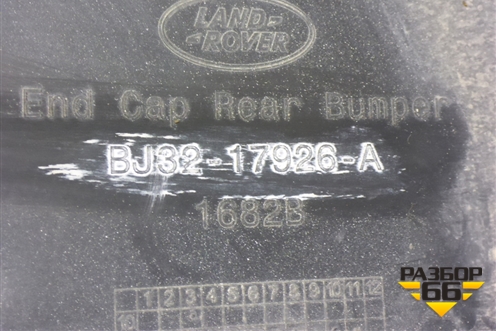 LAND-
-ROVER
End Cap Roar Bumper
BJ32-17926-A
1682B
1 2 3 4 5 6 7 8 9 10 11 12
РАЗБОР
66